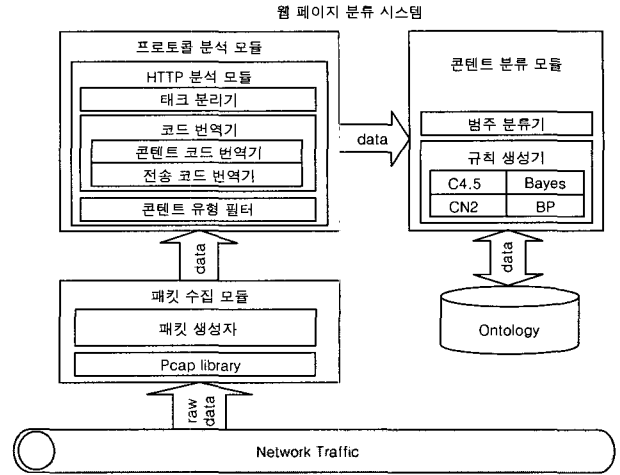 웹 페이지 분류 시스템
프로토콜 분석 모듈
HTTP 분석 모듈
태크 분리기
코드 번역기
콘텐트 코드 번역기
전송 코드 번역기
콘텐트 유형 필터
data
콘텐트 분류 모듈
범주 분류기
규칙 생성기
C4.5 Bayes
CN2 BP
data
data
패킷 수집 모듈
패킷 생성자
Pcap library
Ontology
raw
data
Network Traffic